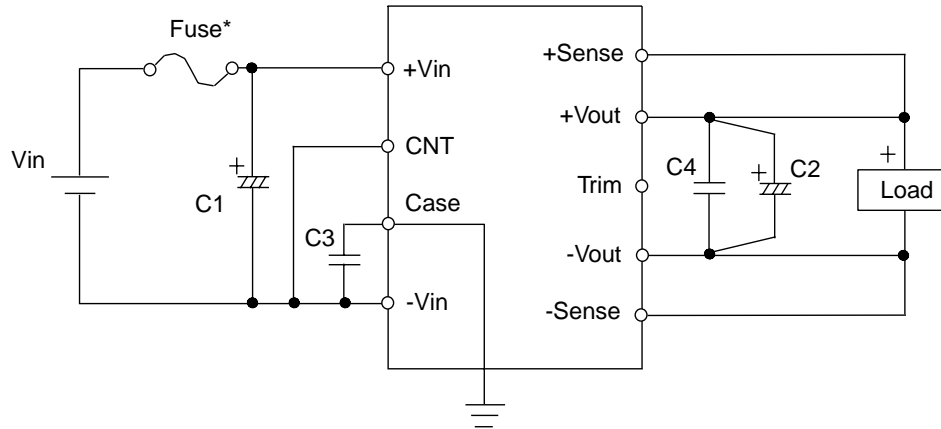 Fuse*
+Vin
+Sense
+Vout
CNT
Vin
+
C1
C4
+
C2
+
Load
Trim
Case
C3
-Vout
-Vin
-Sense